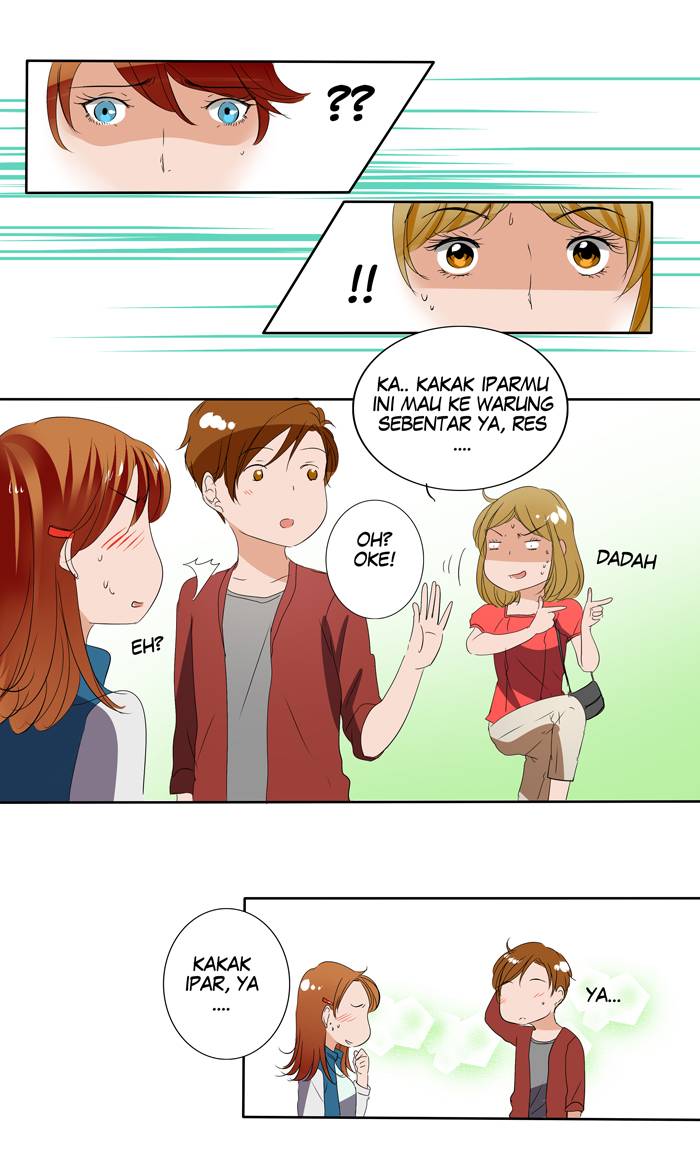 ??
!!
KA.. KAKAK IPARMU
INI MAU KE WARUNG
SEBENTAR YA, RES
....
OH?
OKE!
DADAH
EH?
KAKAK
IPAR, YA
....
YA...